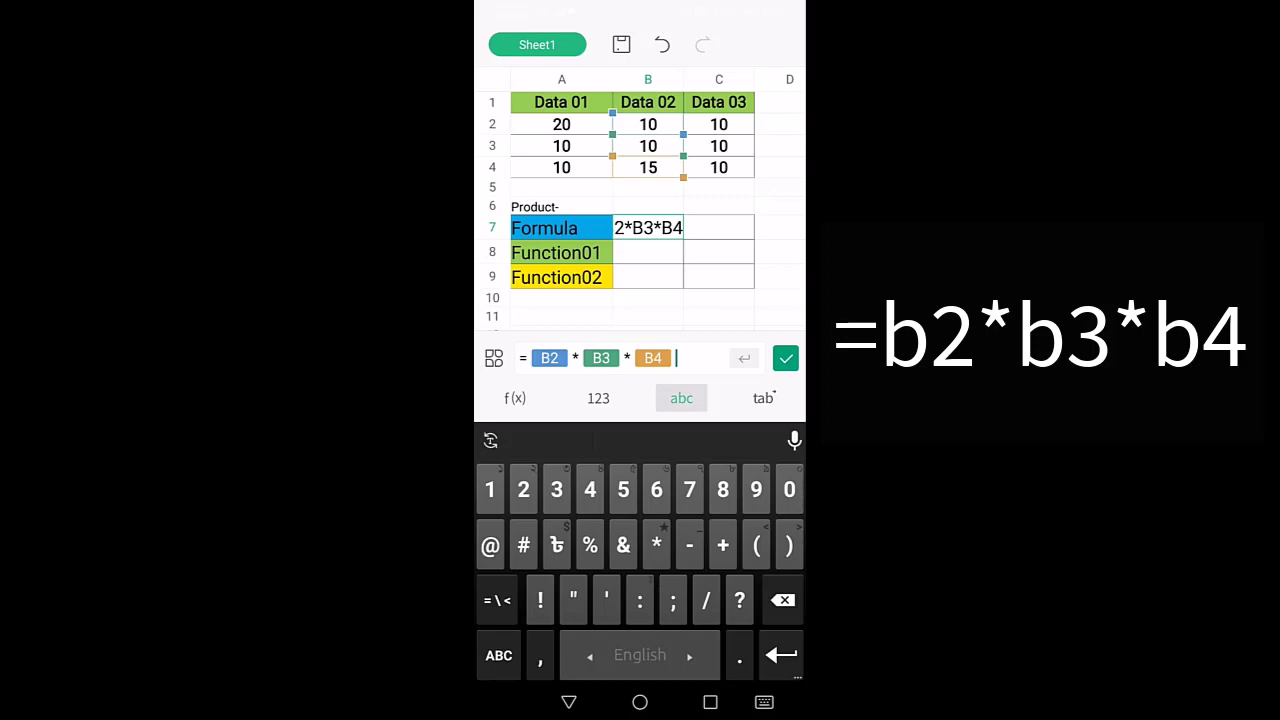 Sheet1
A B C D
1 Data 01 Data 02 Data 03
2 20 10 10
3 10 10 10
4 10 15 10
5
6 Product-
7 Formula 2*B3*B4
8 Function01
9 Function02
10
11
= B2 * B3 * B4
f(x) 123 abc tab
=b2*b3*b4
1 2 3 4 5 6 7 8 9 0
@ # ৳ % & * - + ( )
=\< ! " ' : ; / ?
ABC , English .